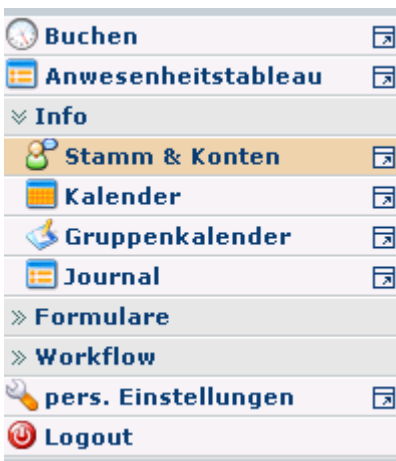 Buchen
Anwesenheitstableau
Info
Stamm & Konten
Kalender
Gruppenkalender
Journal
Formulare
Workflow
pers. Einstellungen
Logout